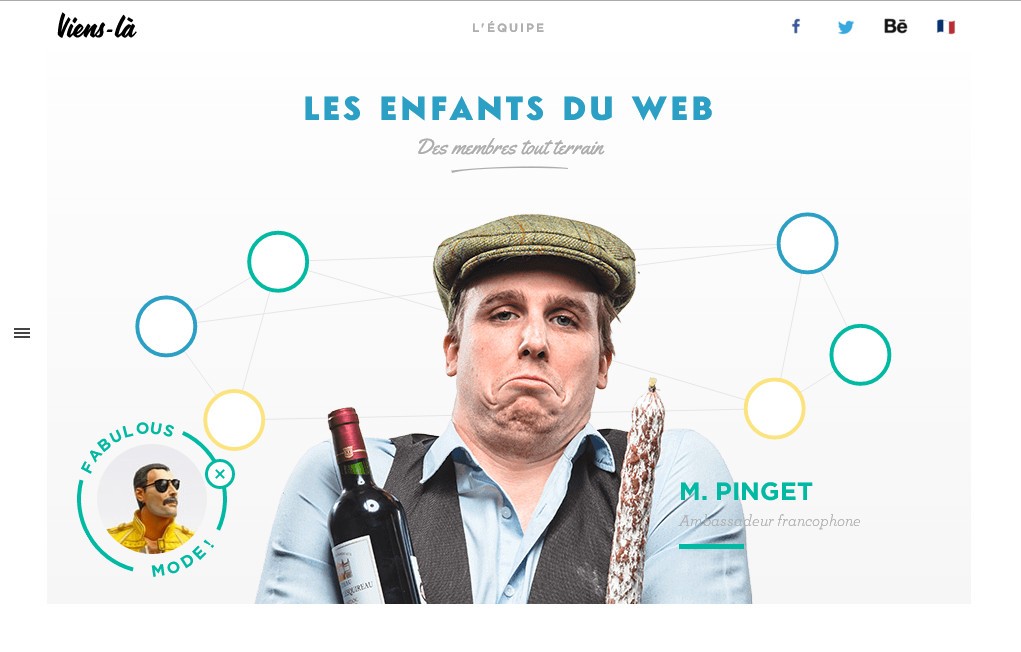 Viens-là
L'ÉQUIPE
f
Bē
LES ENFANTS DU WEB
Des membres tout terrain
FABULOUS
MODE!
M. PINGET
Ambassadeur francophone